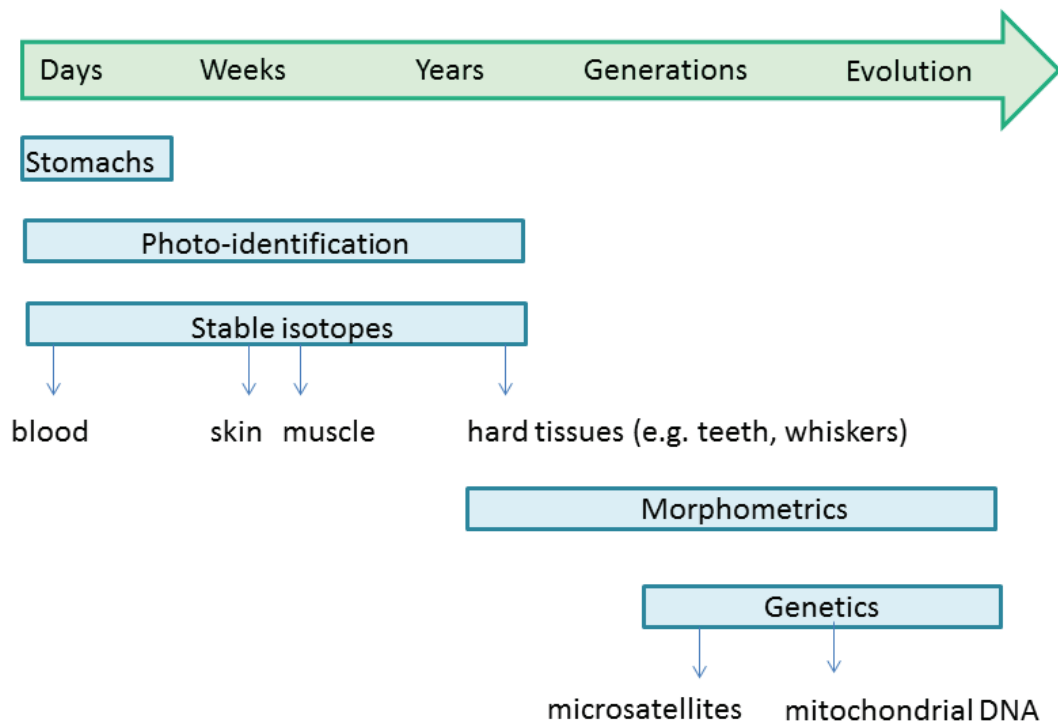 Days Weeks Years Generations Evolution
Stomachs
Photo-identification
Stable isotopes
blood skin muscle hard tissues (e.g. teeth, whiskers)
Morphometrics
Genetics
microsatellites mitochondrial DNA